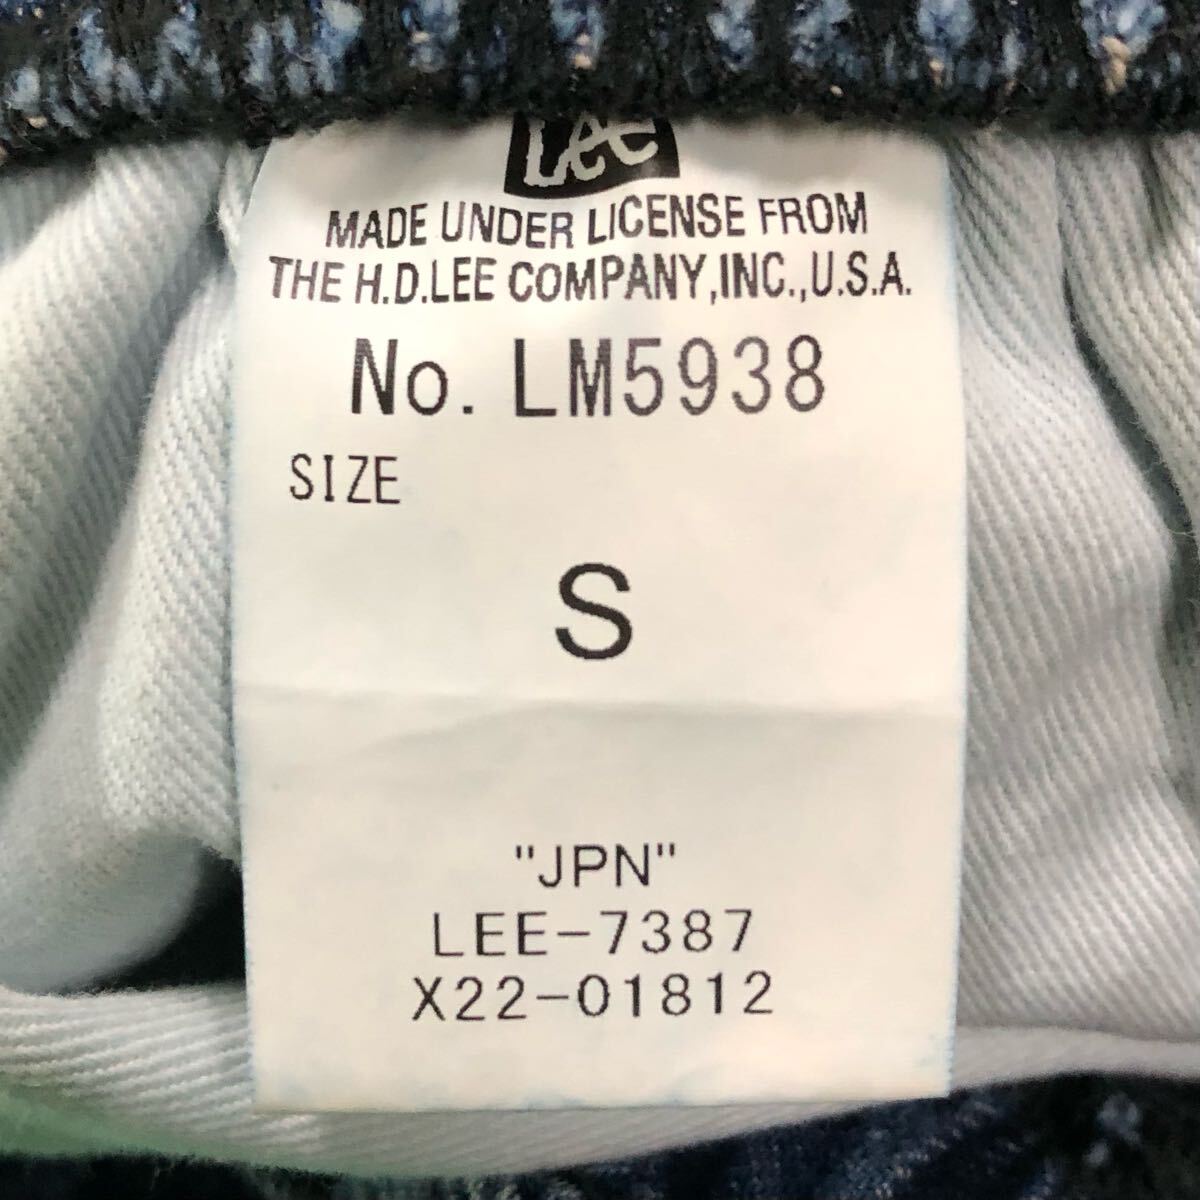 Lee
MADE UNDER LICENSE FROM
THE H.D.LEE COMPANY,INC.,U.S.A.
No. LM5938
SIZE
S
"JPN"
LEE-7387
X22-01812